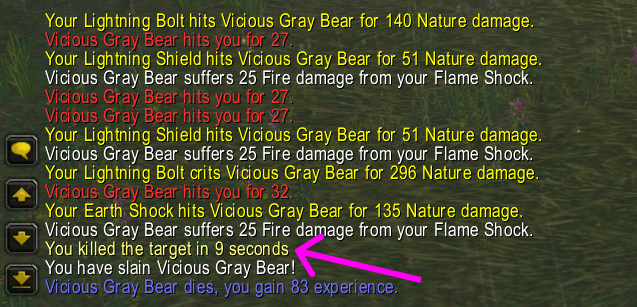 Your Lightning Bolt hits Vicious Gray Bear for 140 Nature damage.
Vicious Gray Bear hits you for 27.
Your Lightning Shield hits Vicious Gray Bear for 51 Nature damage.
Vicious Gray Bear suffers 25 Fire damage from your Flame Shock.
Vicious Gray Bear hits you for 27.
Vicious Gray Bear hits you for 27.
Your Lightning Shield hits Vicious Gray Bear for 51 Nature damage.
Vicious Gray Bear suffers 25 Fire damage from your Flame Shock.
Your Lightning Bolt crits Vicious Gray Bear for 296 Nature damage.
Vicious Gray Bear hits you for 32.
Your Earth Shock hits Vicious Gray Bear for 135 Nature damage.
Vicious Gray Bear suffers 25 Fire damage from your Flame Shock.
You killed the target in 9 seconds
You have slain Vicious Gray Bear!
Vicious Gray Bear dies, you gain 83 experience.